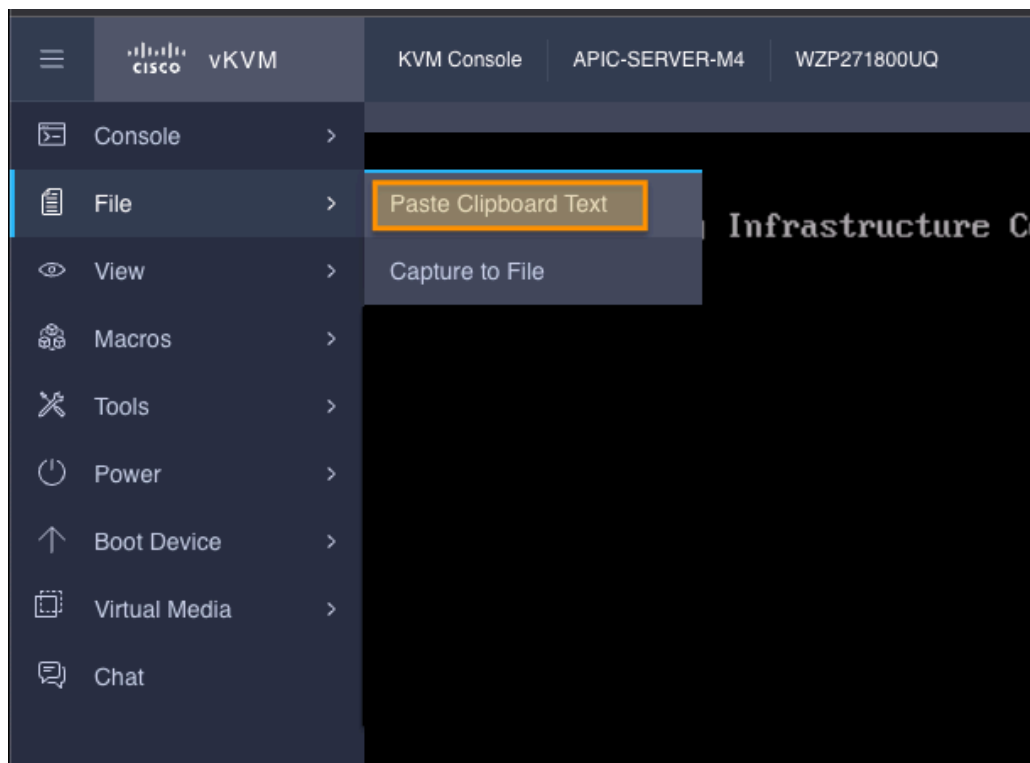 CISCO vKVM KVM Console APIC-SERVER-M4 WZP271800UQ
Console
File
Paste Clipboard Text
Infrastructure
View
Capture to File
Macros
Tools
Power
Boot Device
Virtual Media
Chat